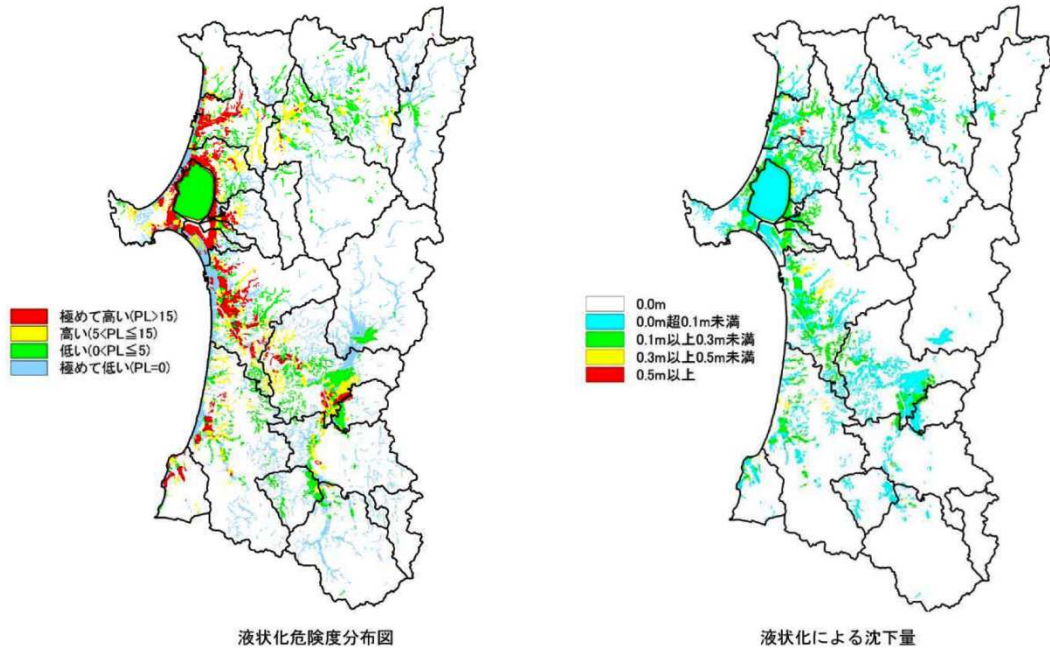 極めて高い(PL>15)
高い(5<PL≦15)
低い(0<PL≦5)
極めて低い(PL=0)
液状化危険度分布図
0.0m
0.0m超0.1m未満
0.1m以上0.3m未満
0.3m以上0.5m未満
0.5m以上
液状化による沈下量